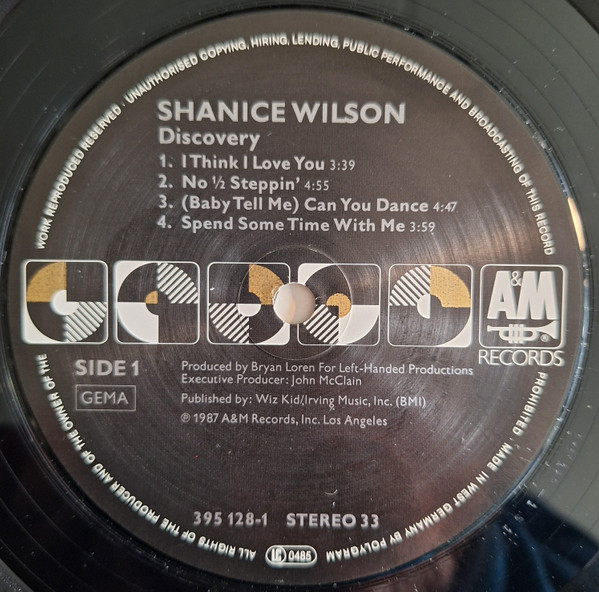 WORK REPRODUCED RESERVED · UNAUTHORISED COPYING, HIRING, LENDING, PUBLIC PERFORMANCE AND BROADCASTING OF THIS RECORD
SHANICE WILSON
Discovery
1. I Think I Love You 3:39
2. No ½ Steppin' 4:55
3. (Baby Tell Me) Can You Dance 4:47
4. Spend Some Time With Me 3:59
A&M
®
RECORDS
SIDE 1
GEMA
Produced by Bryan Loren For Left-Handed Productions
Executive Producer: John McClain
Published by: Wiz Kid/Irving Music, Inc. (BMI)
℗ 1987 A&M Records, Inc. Los Angeles
395 128-1 STEREO 33
PROHIBITED · MADE IN WEST GERMANY BY POLYGRAM
LC 0485
ALL RIGHTS OF THE PRODUCER AND OF THE OWNER OF THE